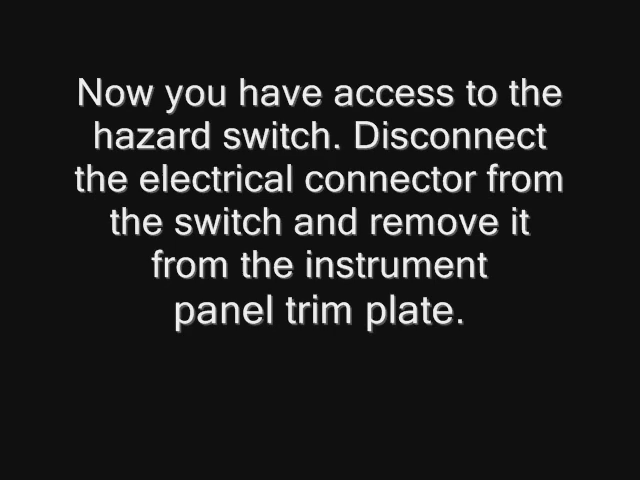 Now you have access to the
hazard switch. Disconnect
the electrical connector from
the switch and remove it
from the instrument
panel trim plate.